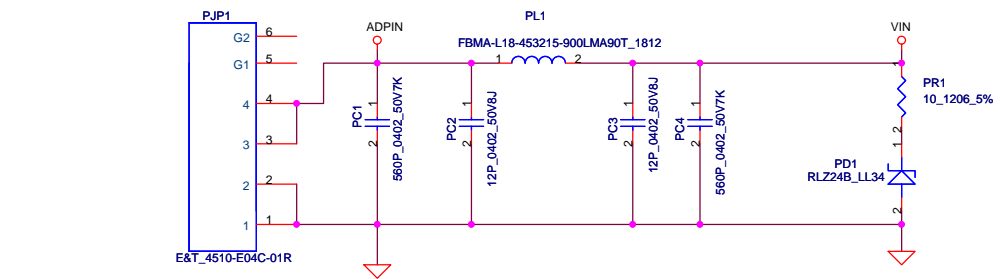 PJP1
G2 6
G1 5
4 4
3 3
2 2
1 1
E&T_4510-E04C-01R
ADPIN
PL1
FBMA-L18-453215-900LMA90T_1812
1 2
VIN
PC1
1
2
560P_0402_50V7K
PC2
1
2
12P_0402_50V8J
PC3
1
2
12P_0402_50V8J
PC4
1
2
560P_0402_50V7K
1
PR1
10_1206_5%
2
1
PD1
RLZ24B_LL34
2